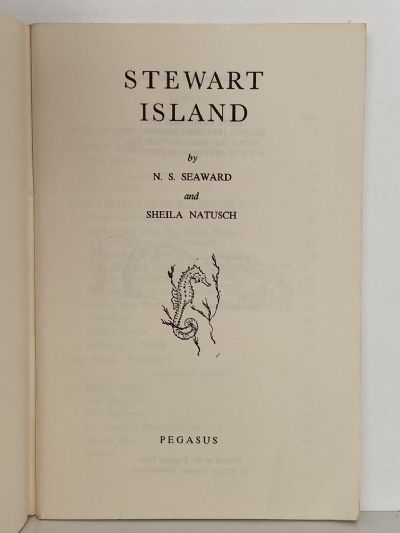 STEWART
ISLAND
by
N. S. SEAWARD
and
SHEILA NATUSCH
PEGASUS